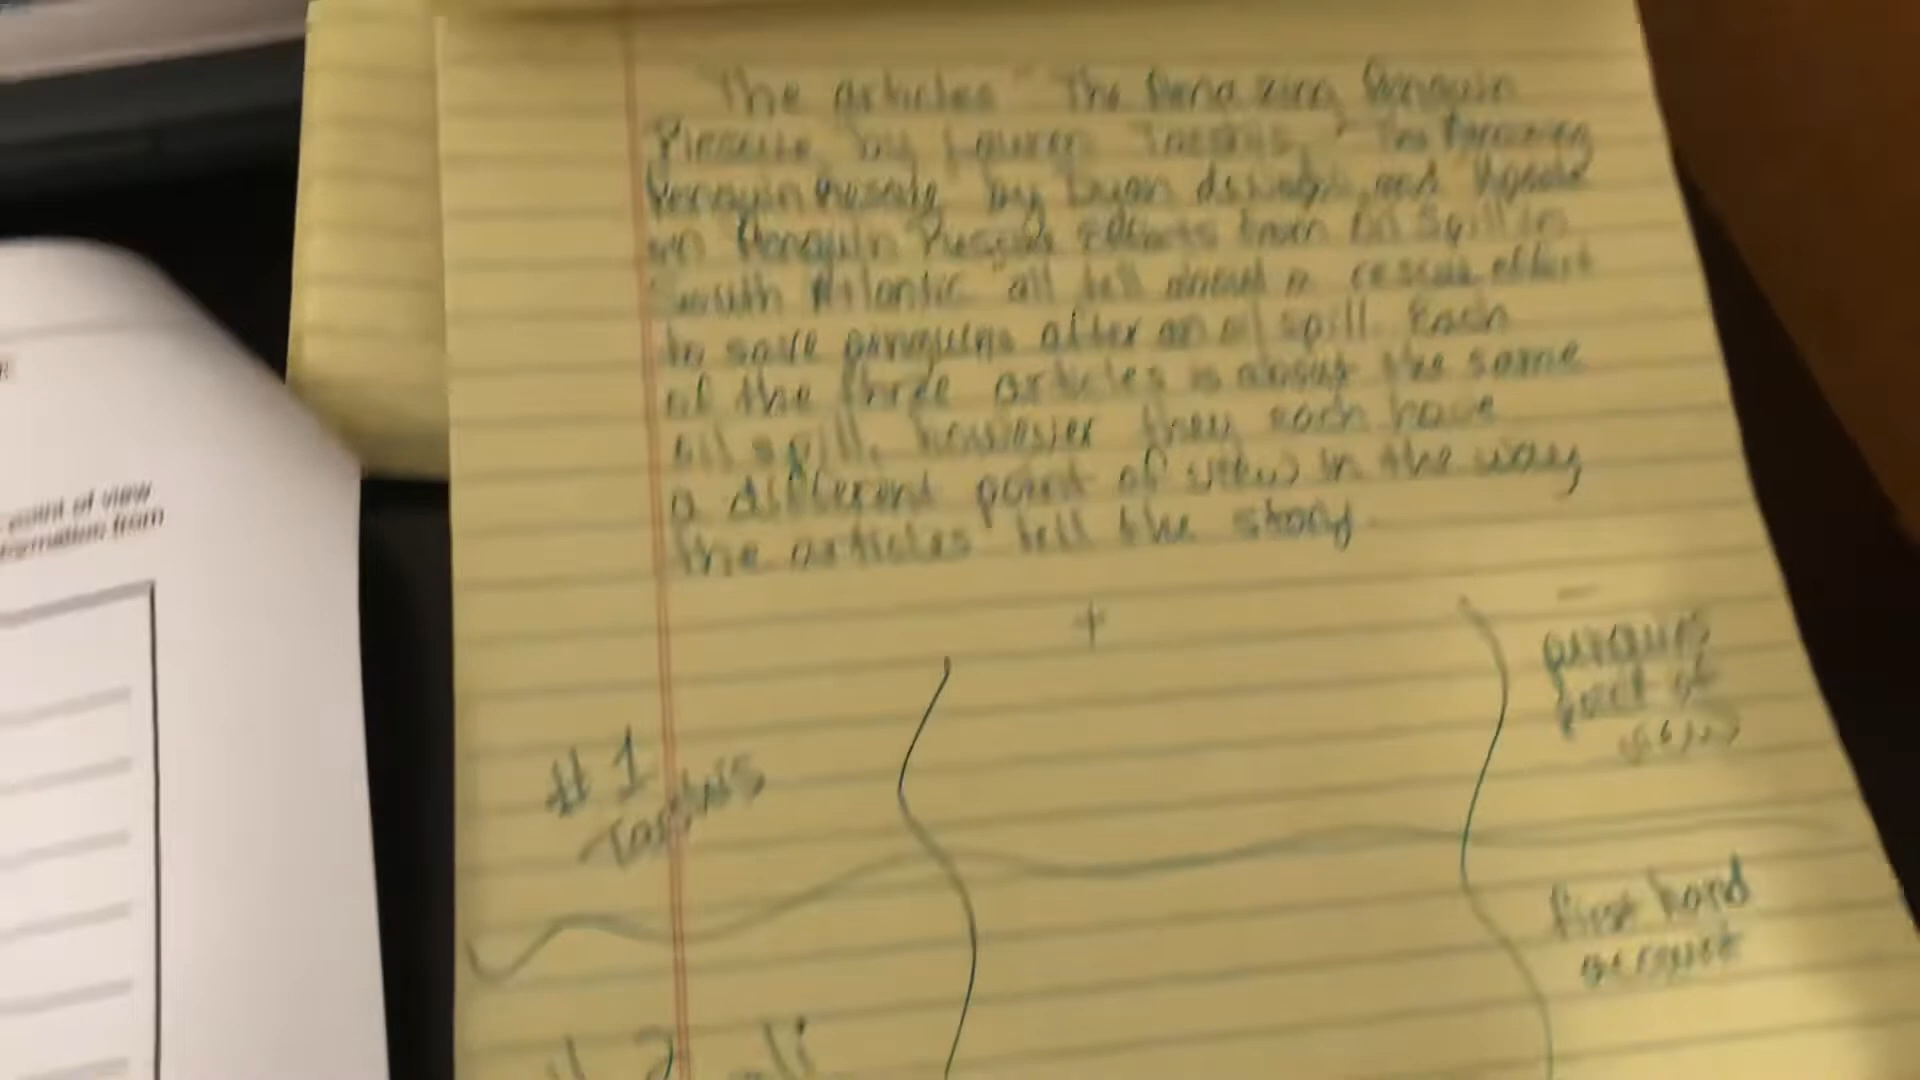 point of view
information from
The articles "The Amazing Penguin
Rescue by Lauren Tarshis, "The Amazing
Penguin Rescue by Dyan and
on Penguin Rescue Efforts from Oil Spill in
South Atlantic" all tell about a rescue effort
to save penguins after an oil spill. Each
of the three articles is about the same
oil spill, however they each have
a different point of view in the way
the articles tell the story.
+
-
penguins
point of
view
#1
Tarshis
first hand
account
# 2